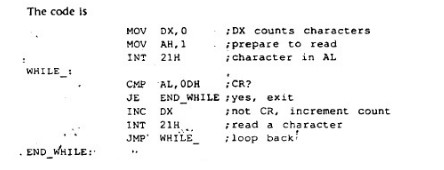 The code is
MOV DX,0 ;DX counts characters
MOV AH,1 ;prepare to read
INT 21H ;character in AL
WHILE_:
CMP AL,0DH ;CR?
JE END_WHILE ;yes, exit
INC DX ;not CR, increment count
INT 21H ;read a character
JMP WHILE_ ;loop back
END_WHILE: